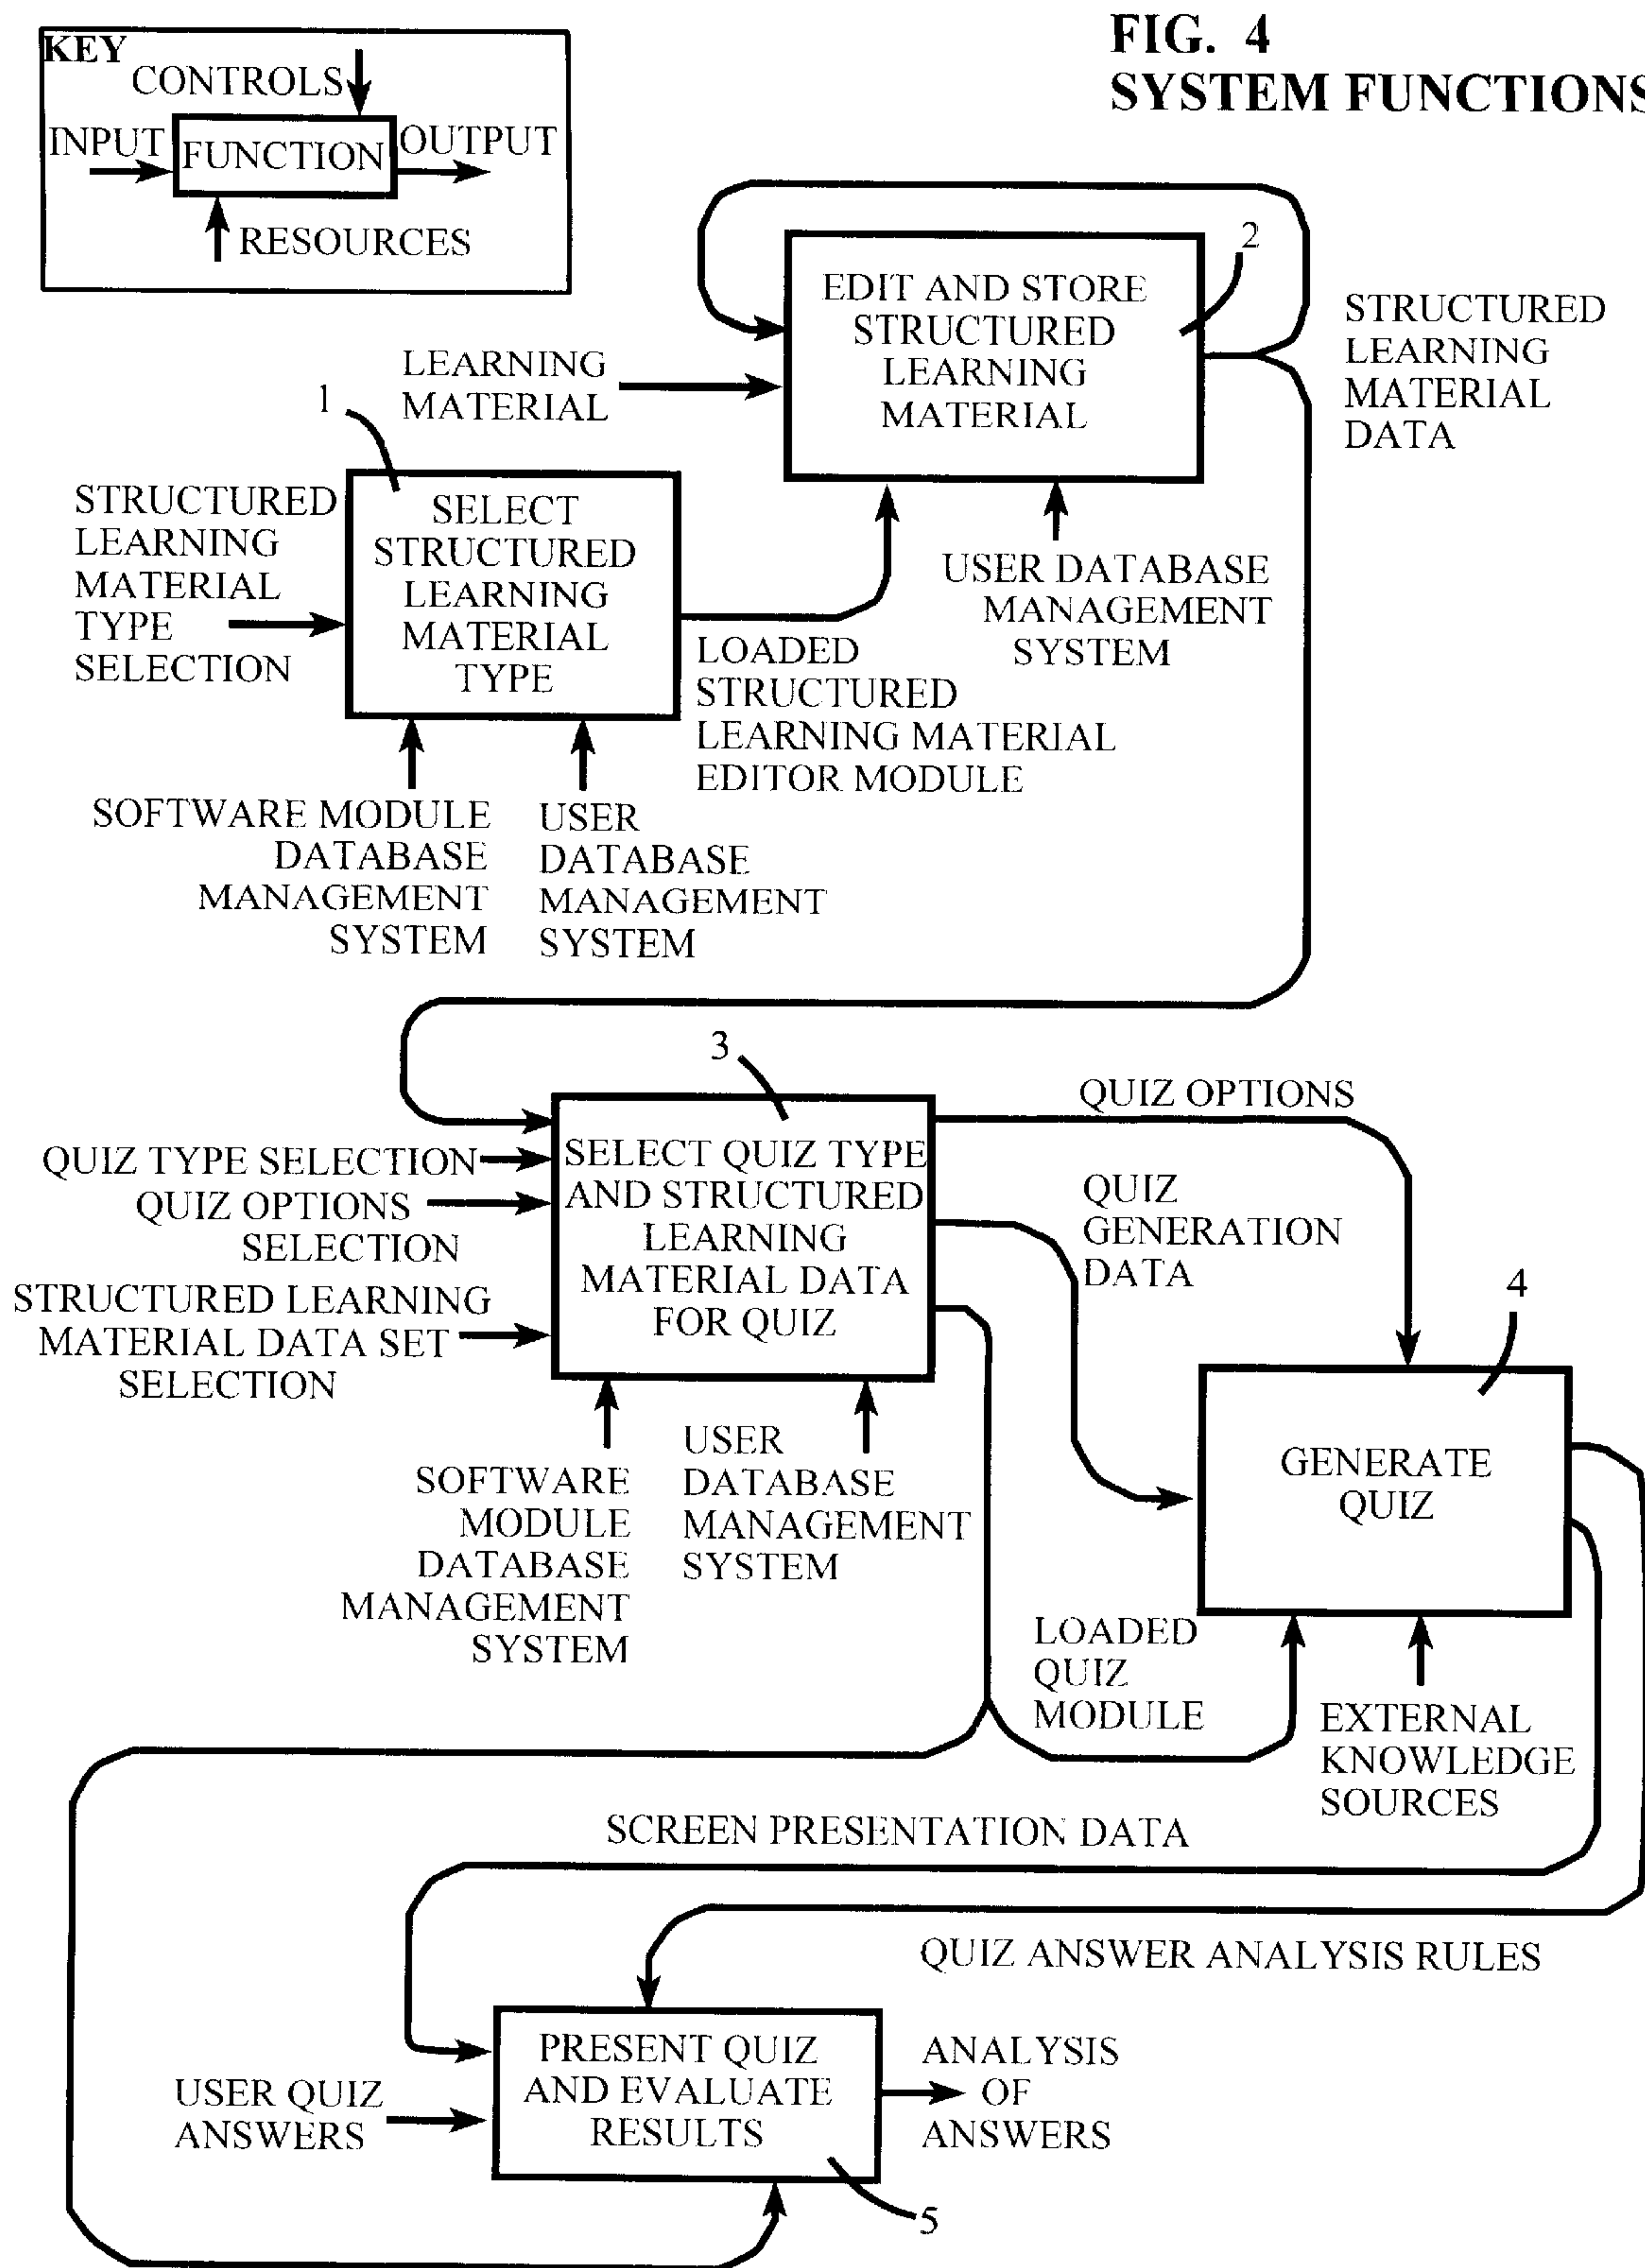 FIG. 4
SYSTEM FUNCTIONS
KEY
CONTROLS
INPUT
FUNCTION
OUTPUT
RESOURCES
2
EDIT AND STORE
STRUCTURED
LEARNING
MATERIAL
STRUCTURED
LEARNING
MATERIAL
DATA
LEARNING
MATERIAL
1
STRUCTURED
LEARNING
MATERIAL
TYPE
SELECTION
SELECT
STRUCTURED
LEARNING
MATERIAL
TYPE
USER DATABASE
MANAGEMENT
SYSTEM
LOADED
STRUCTURED
LEARNING MATERIAL
EDITOR MODULE
SOFTWARE MODULE
DATABASE
MANAGEMENT
SYSTEM
USER
DATABASE
MANAGEMENT
SYSTEM
3
QUIZ TYPE SELECTION
QUIZ OPTIONS
SELECTION
STRUCTURED LEARNING
MATERIAL DATA SET
SELECTION
SELECT QUIZ TYPE
AND STRUCTURED
LEARNING
MATERIAL DATA
FOR QUIZ
QUIZ OPTIONS
QUIZ
GENERATION
DATA
4
SOFTWARE
MODULE
DATABASE
MANAGEMENT
SYSTEM
USER
DATABASE
MANAGEMENT
SYSTEM
GENERATE
QUIZ
LOADED
QUIZ
MODULE
EXTERNAL
KNOWLEDGE
SOURCES
SCREEN PRESENTATION DATA
QUIZ ANSWER ANALYSIS RULES
USER QUIZ
ANSWERS
PRESENT QUIZ
AND EVALUATE
RESULTS
ANALYSIS
OF
ANSWERS
5